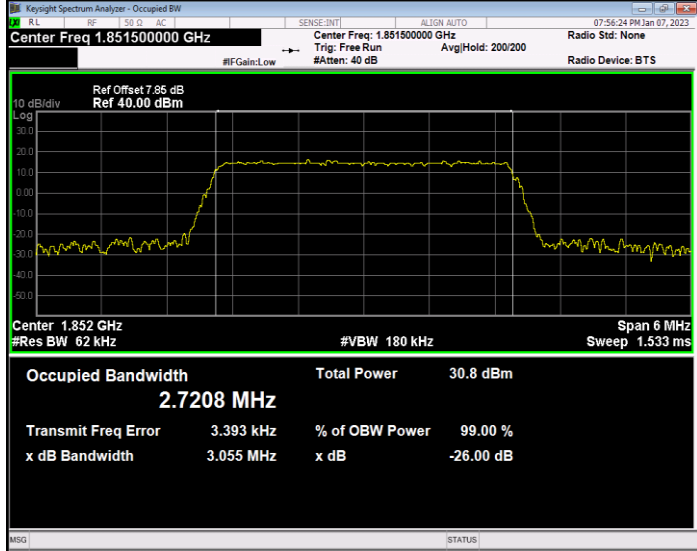 Keysight Spectrum Analyzer - Occupied BW
RL RF 50 Ω AC SENSE:INT ALIGN AUTO 07:56:24 PM Jan 07, 2023
Center Freq 1.851500000 GHz Center Freq: 1.851500000 GHz Radio Std: None
Trig: Free Run Avg|Hold: 200/200
#IFGain:Low #Atten: 40 dB Radio Device: BTS
Ref Offset 7.85 dB
10 dB/div Ref 40.00 dBm
Log
30.0
20.0
10.0
0.00
-10.0
-20.0
-30.0
-40.0
-50.0
Center 1.852 GHz Span 6 MHz
#Res BW 62 kHz #VBW 180 kHz Sweep 1.533 ms
Occupied Bandwidth Total Power 30.8 dBm
2.7208 MHz
Transmit Freq Error 3.393 kHz % of OBW Power 99.00 %
x dB Bandwidth 3.055 MHz x dB -26.00 dB
MSG STATUS